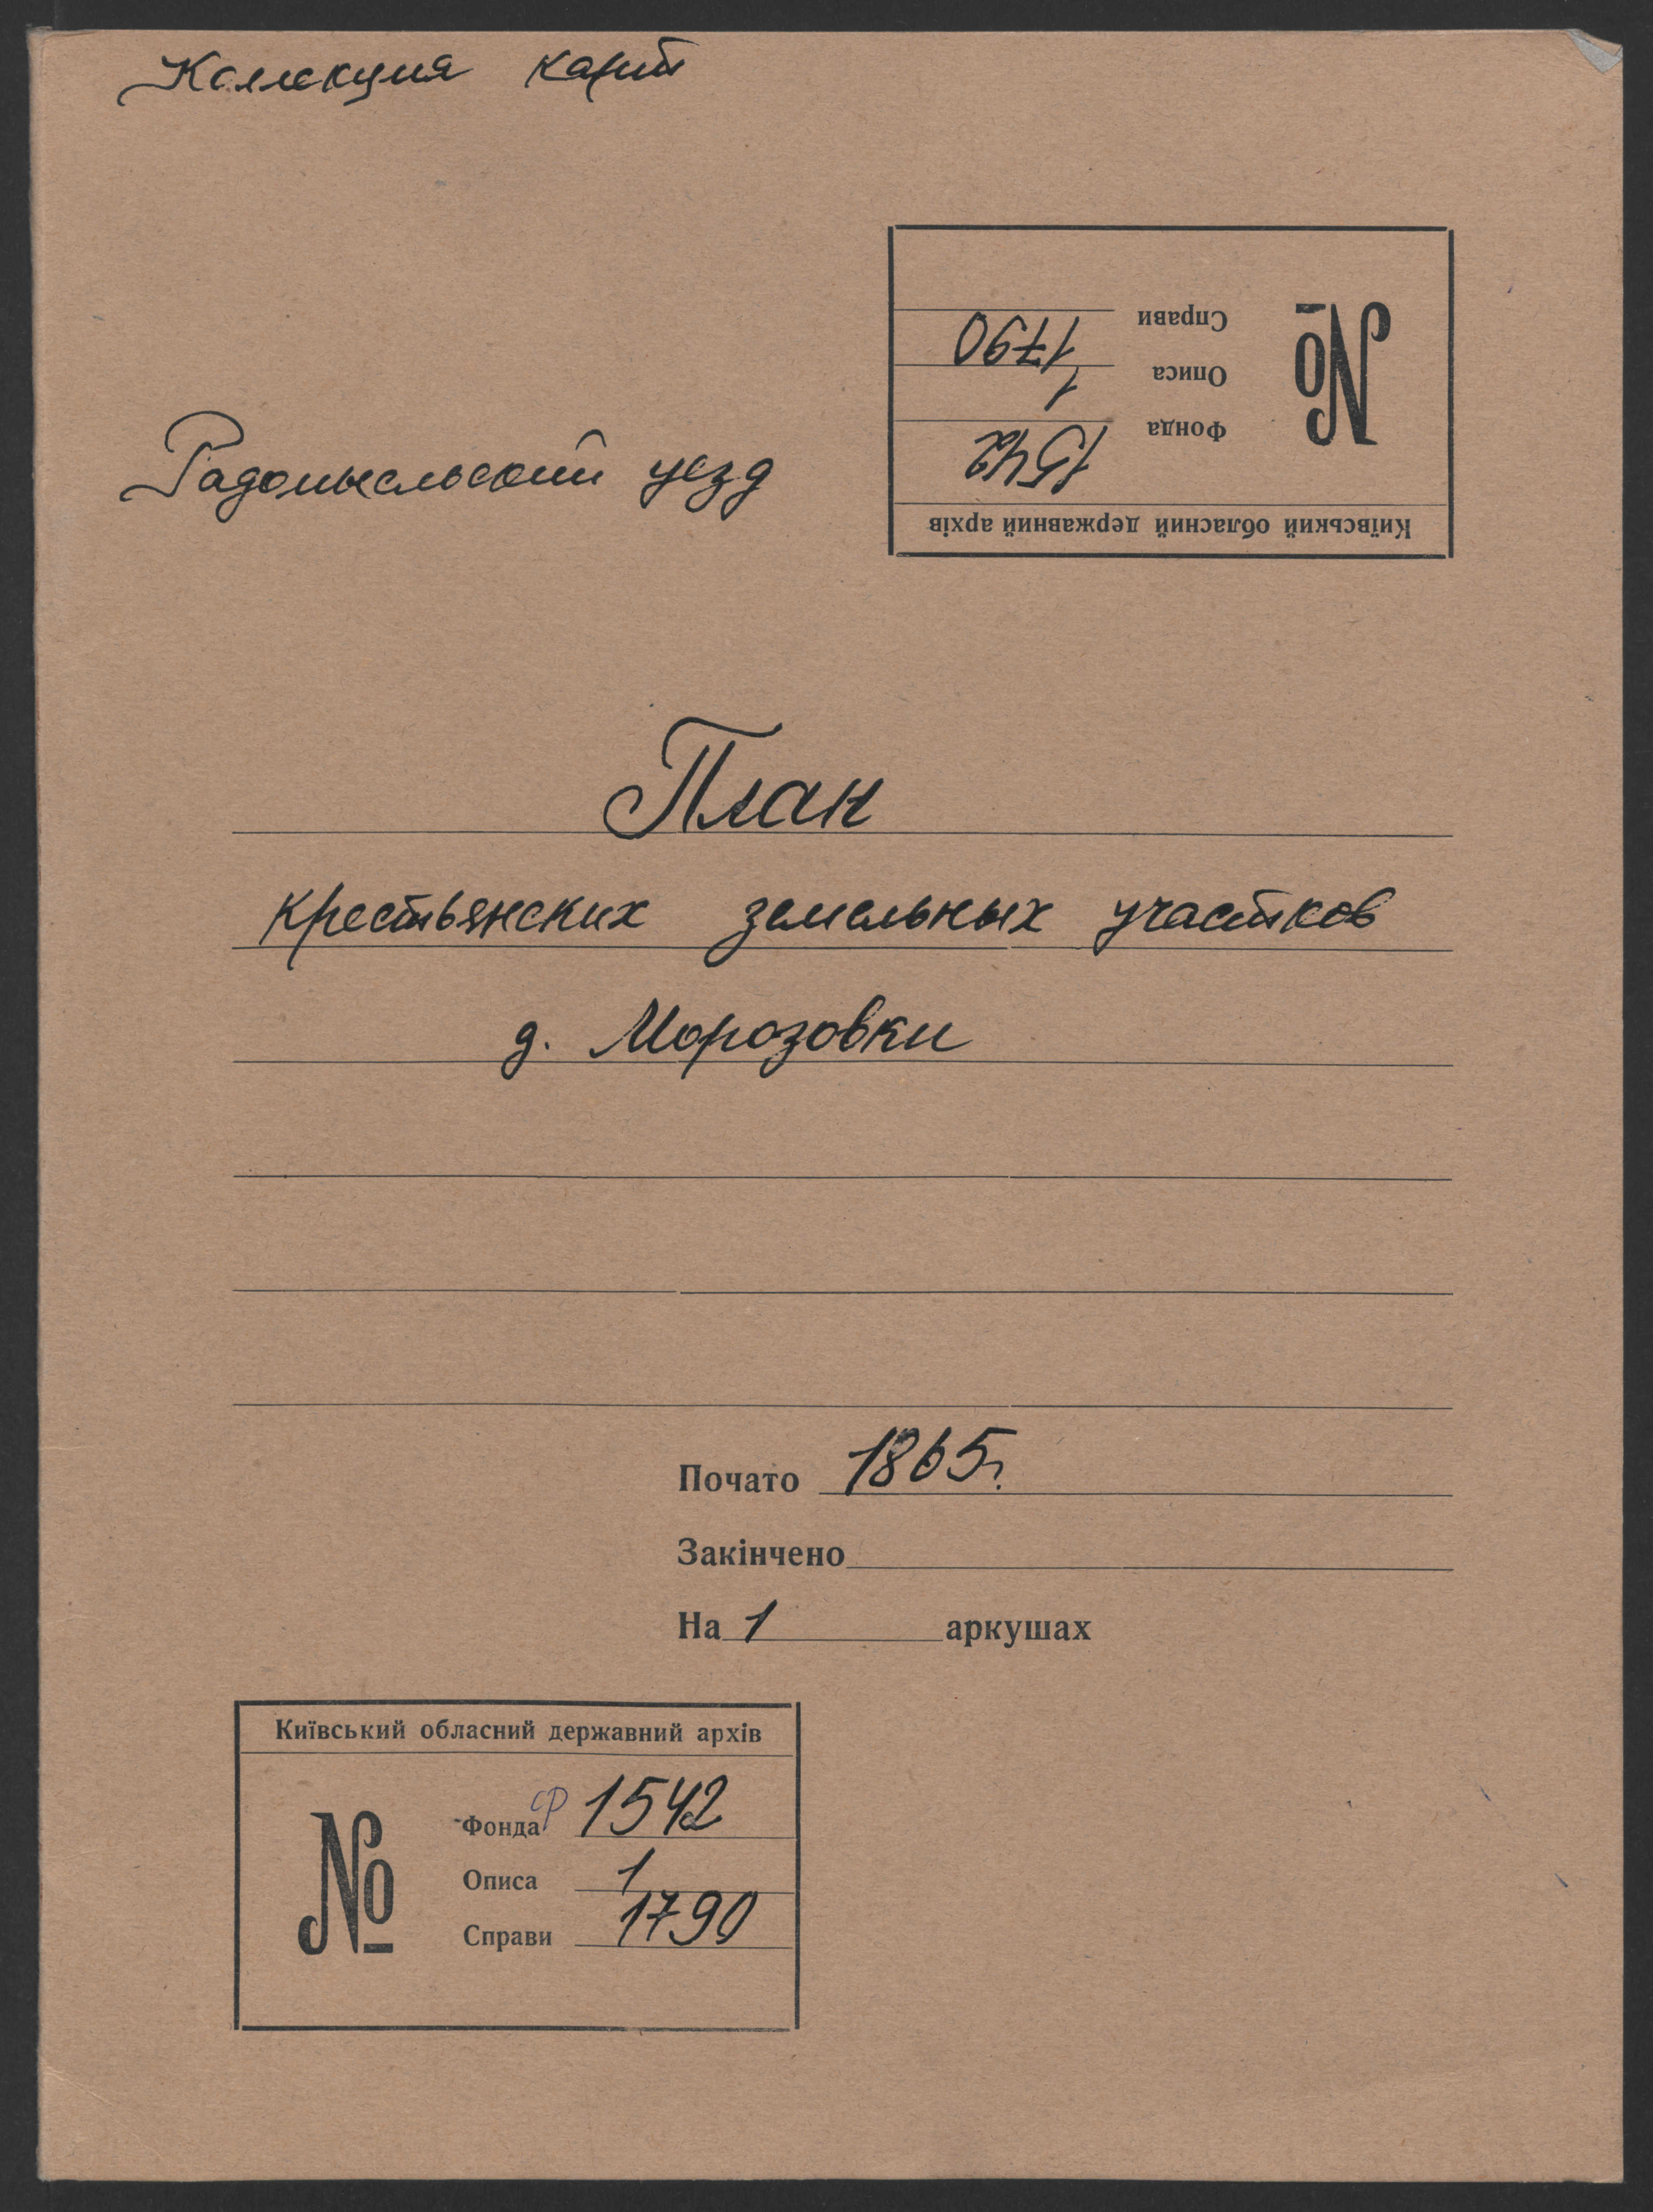 Коллекция карт
Справи 1790
Описа 1
Фонда 1542
Київський обласний державний архів
№
Радомысльский уезд
План
крестьянских земельных участков
д. Морозовки
Почато 1865г.
Закінчено
На 1 аркушах
Київський обласний державний архів
№
Фонда ср 1542
Описа 1
Справи 1790